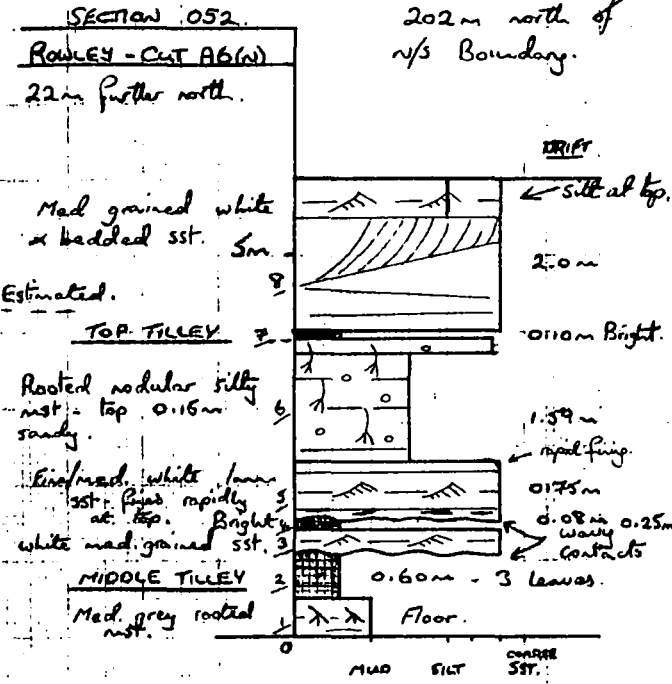 SECTION 052.
202m north of
N/S Boundary.
ROWLEY - CUT A6(N)
22m further north.
DRIFT
Silt at top.
Med grained white
x bedded sst.
5m
2.0m
8
Estimated.
TOP TILLEY
7
0.10m Bright.
Rooted nodular silty
mst - top 0.15m
sandy.
6
1.59m
rapid fining.
Fine/med. white lam
sst - fines rapidly
at top.
5
0.75m
Bright 4
0.08m 0.25m
wavy
contacts
White med. grained sst. 3
MIDDLE TILLEY
2
0.60m - 3 leaves.
Med. grey rooted
mst.
1
Floor.
0
MUD SILT COARSE
SST.